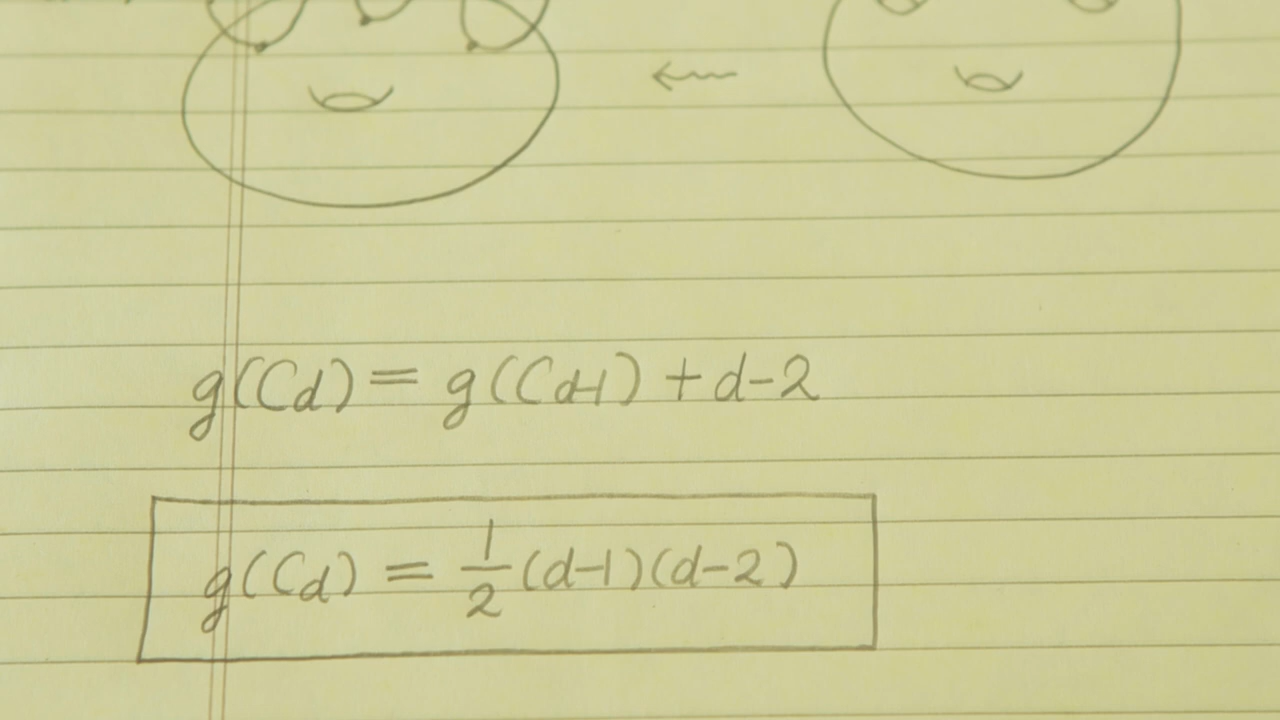 g(Cd) = g(Cd-1) + d-2
g(Cd) = 1/2 (d-1)(d-2)